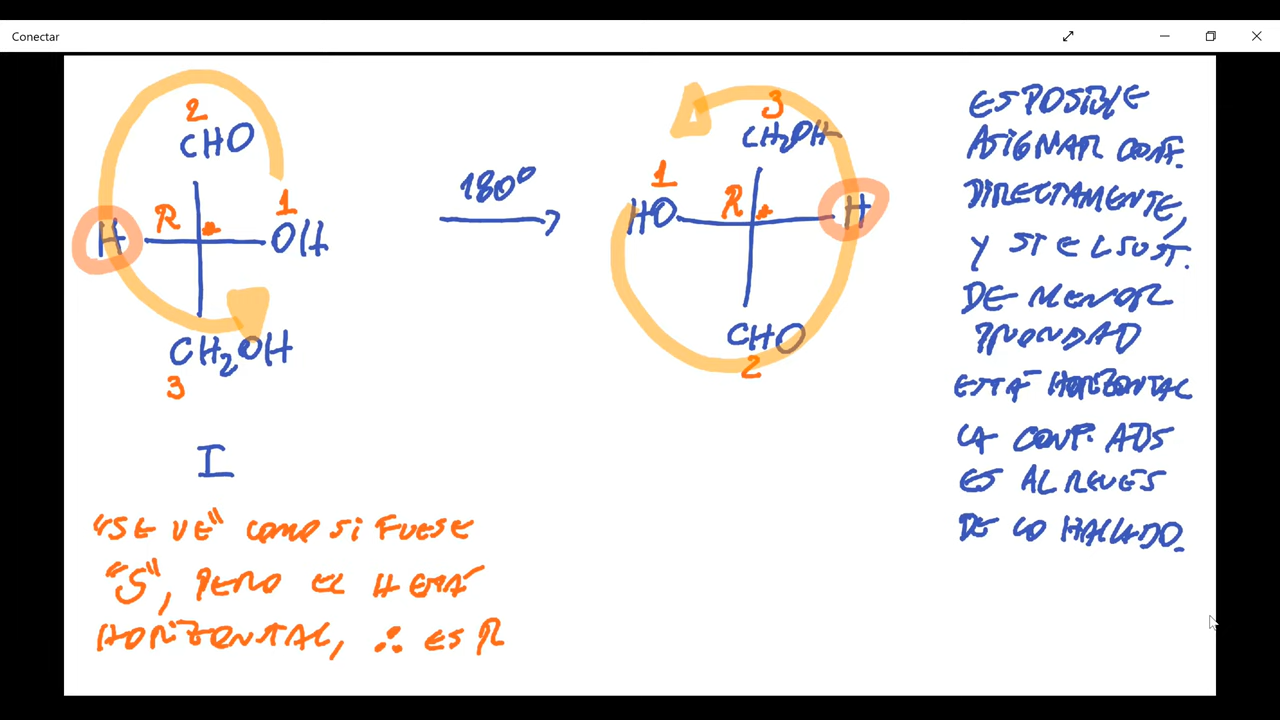 Conectar
2
CHO
1
R *
H
OH
CH₂OH
3
I
180°
3
CH₂OH
1
HO
R *
H
CHO
2
"SE VE" COMO SI FUESE
"S", PERO EL H ESTÁ
HORIZONTAL, ∴ ES R
ES POSIBLE
ASIGNAR CONF.
DIRECTAMENTE,
Y SI EL SUST.
DE MENOR
PRIORIDAD
ESTÁ HORIZONTAL
LA CONF. ABS
ES AL REVES
DE LO HALLADO.